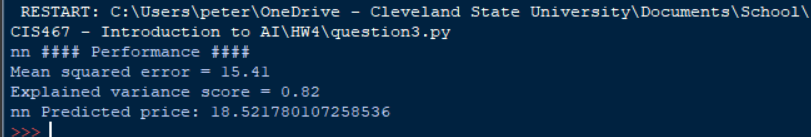 RESTART: C:\Users\peter\OneDrive - Cleveland State University\Documents\School\
CIS467 - Introduction to AI\HW4\question3.py
nn #### Performance ####
Mean squared error = 15.41
Explained variance score = 0.82
nn Predicted price: 18.521780107258536
>>>